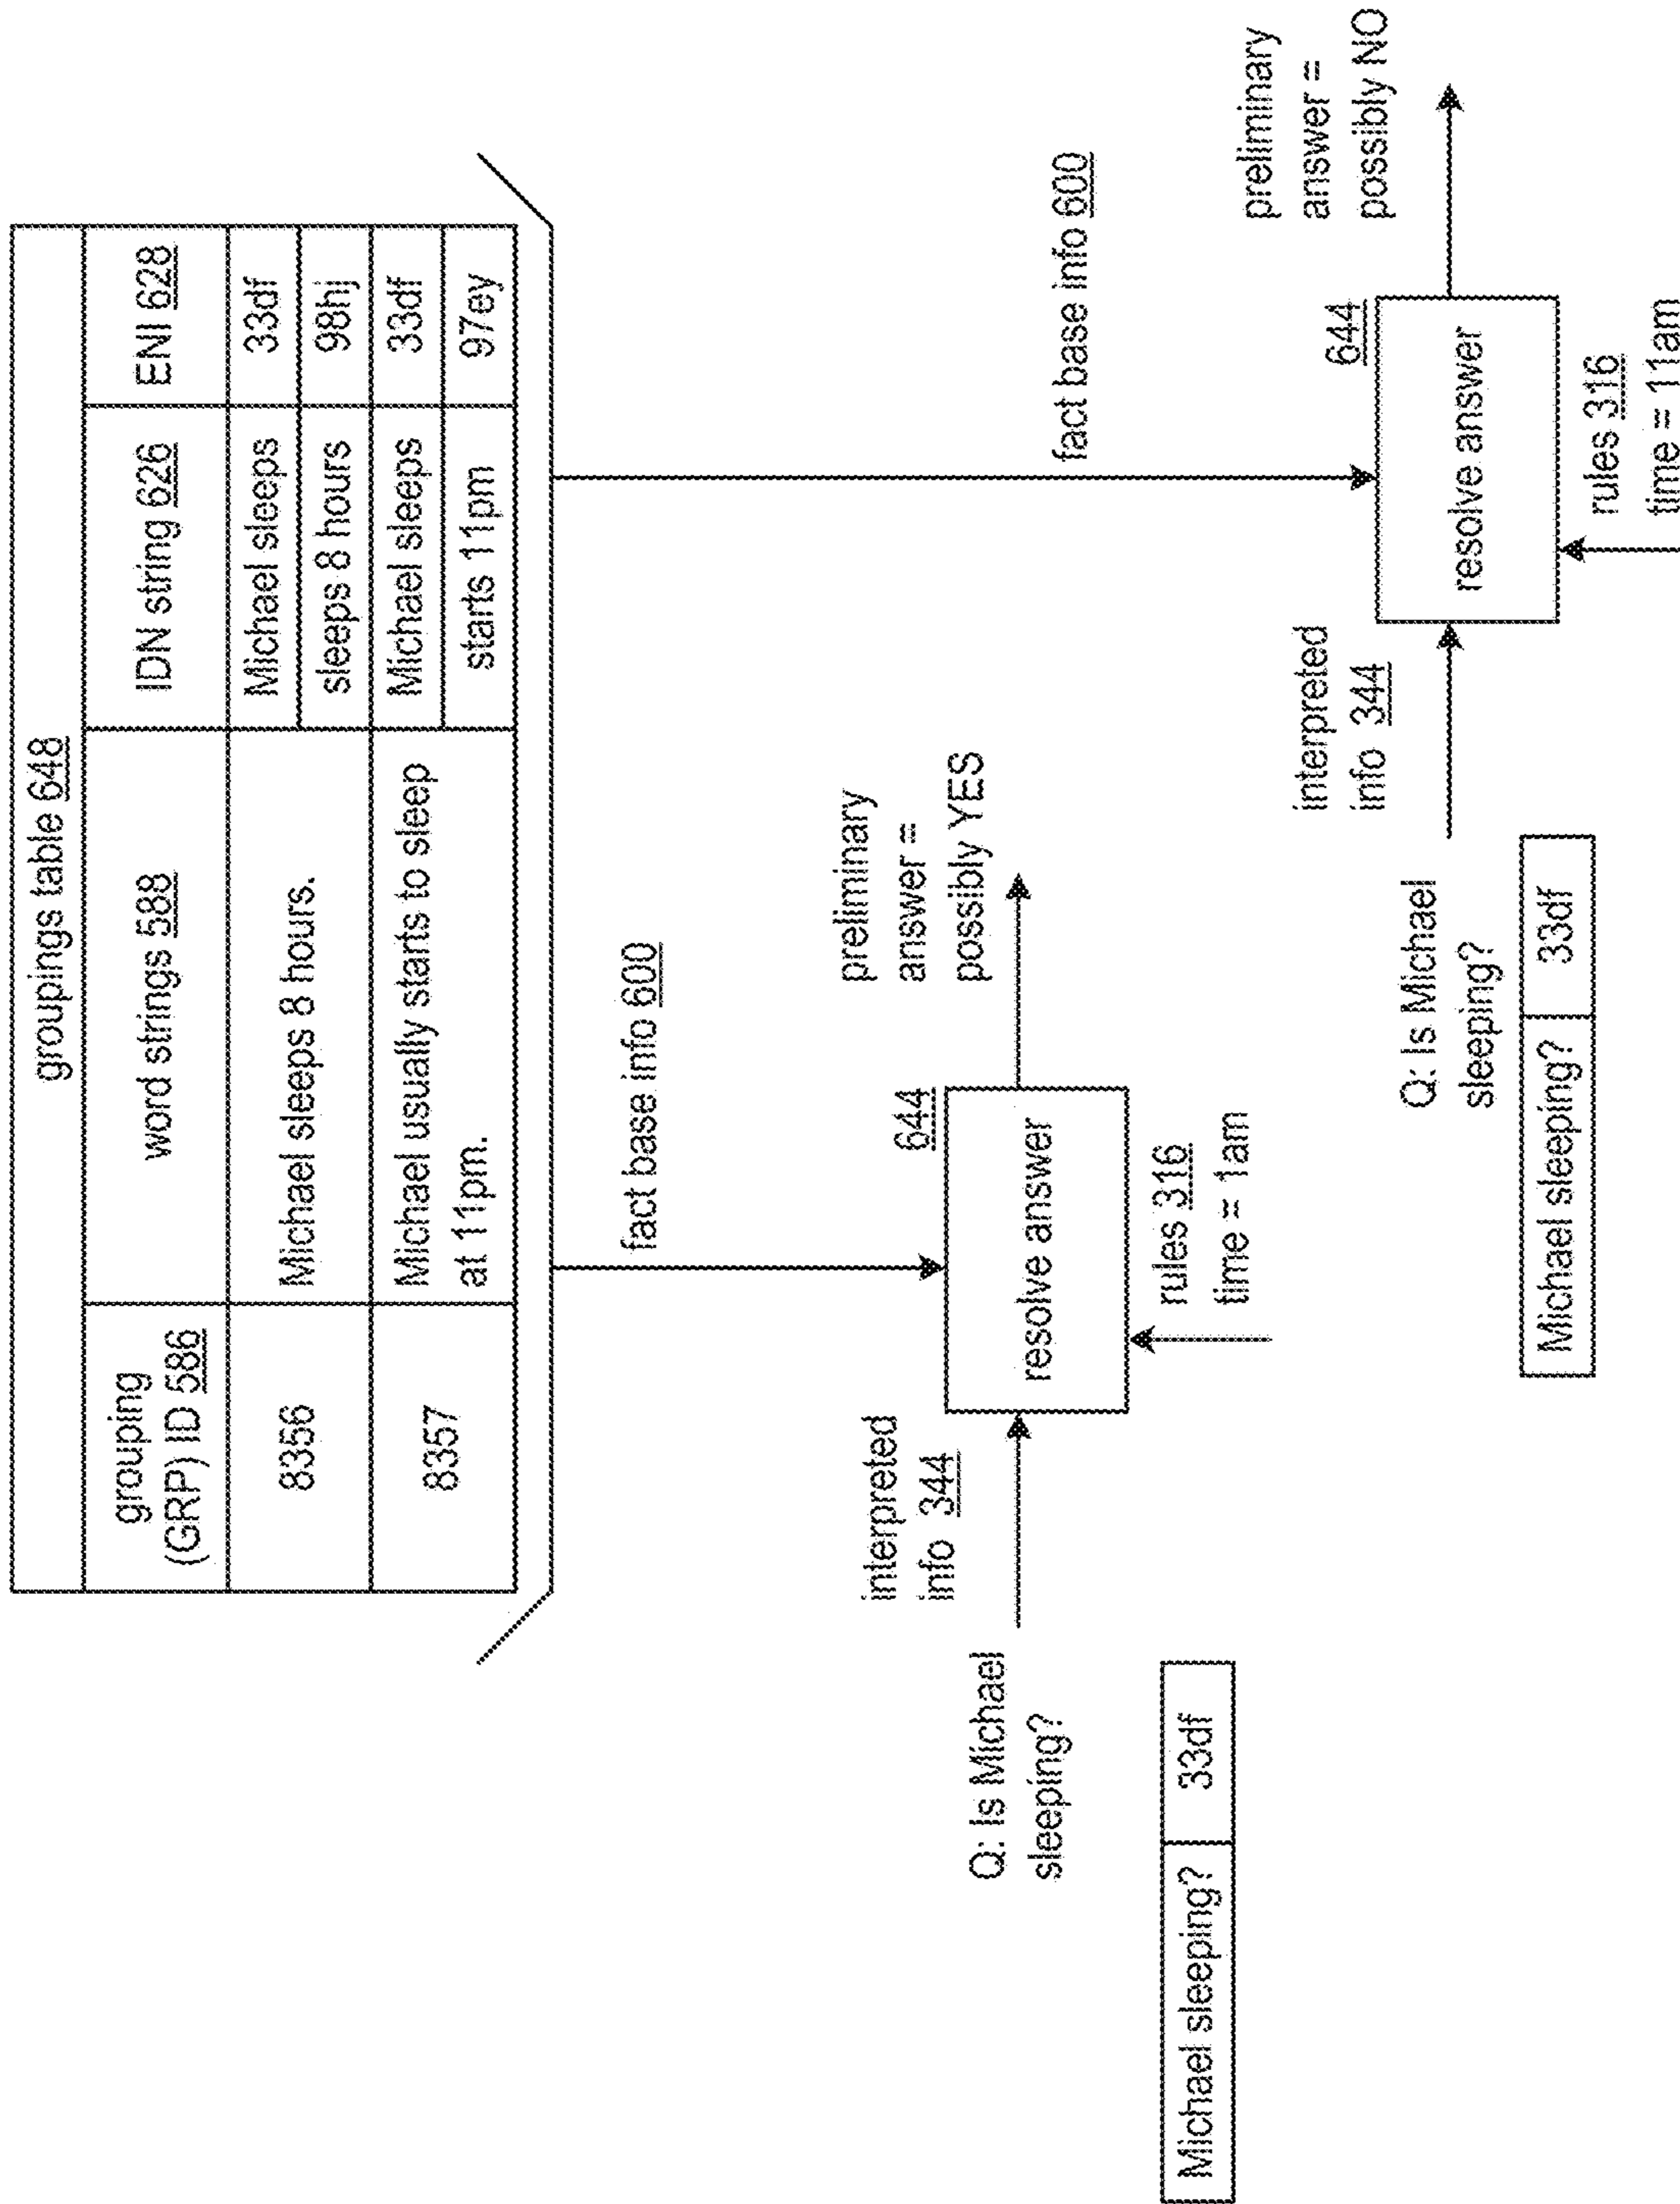 groupings table 648
grouping
(GRP) ID 586
word strings 588
IDN string 626
ENI 628
8356
Michael sleeps 8 hours.
Michael sleeps
33df
sleeps 8 hours
98hj
8357
Michael usually starts to sleep
at 11pm.
Michael sleeps
33df
starts 11pm
97ey
fact base info 600
interpreted
info 344
644
preliminary
answer =
possibly YES
Q: Is Michael
sleeping?
resolve answer
Michael sleeping?
33df
rules 316
time = 1am
fact base info 600
interpreted
info 344
644
preliminary
answer =
possibly NO
Q: Is Michael
sleeping?
resolve answer
Michael sleeping?
33df
rules 316
time = 11am